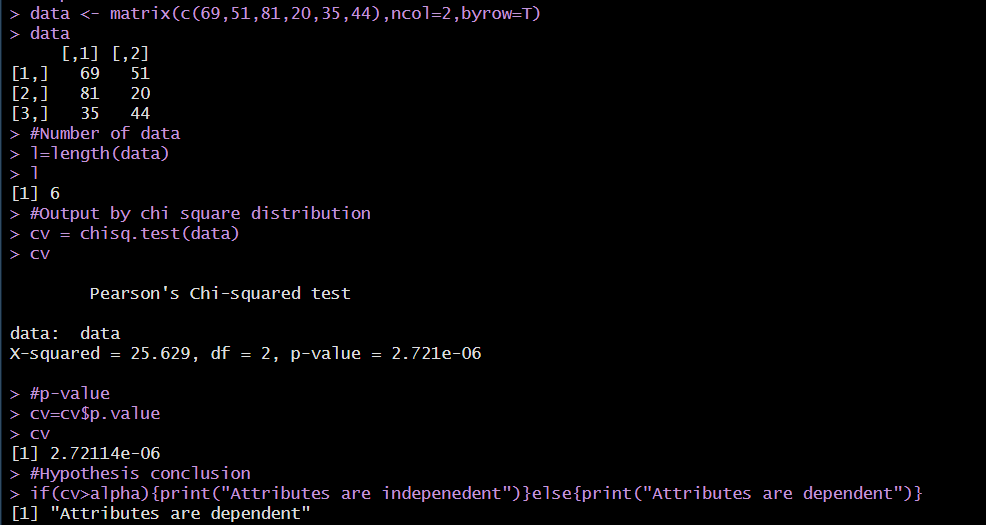 > data <- matrix(c(69,51,81,20,35,44),ncol=2,byrow=T)
> data
     [,1] [,2]
[1,]   69   51
[2,]   81   20
[3,]   35   44
> #Number of data
> l=length(data)
> l
[1] 6
> #Output by chi square distribution
> cv = chisq.test(data)
> cv
        Pearson's Chi-squared test
data:  data
X-squared = 25.629, df = 2, p-value = 2.721e-06
> #p-value
> cv=cv$p.value
> cv
[1] 2.72114e-06
> #Hypothesis conclusion
> if(cv>alpha){print("Attributes are indepenedent")}else{print("Attributes are dependent")}
[1] "Attributes are dependent"